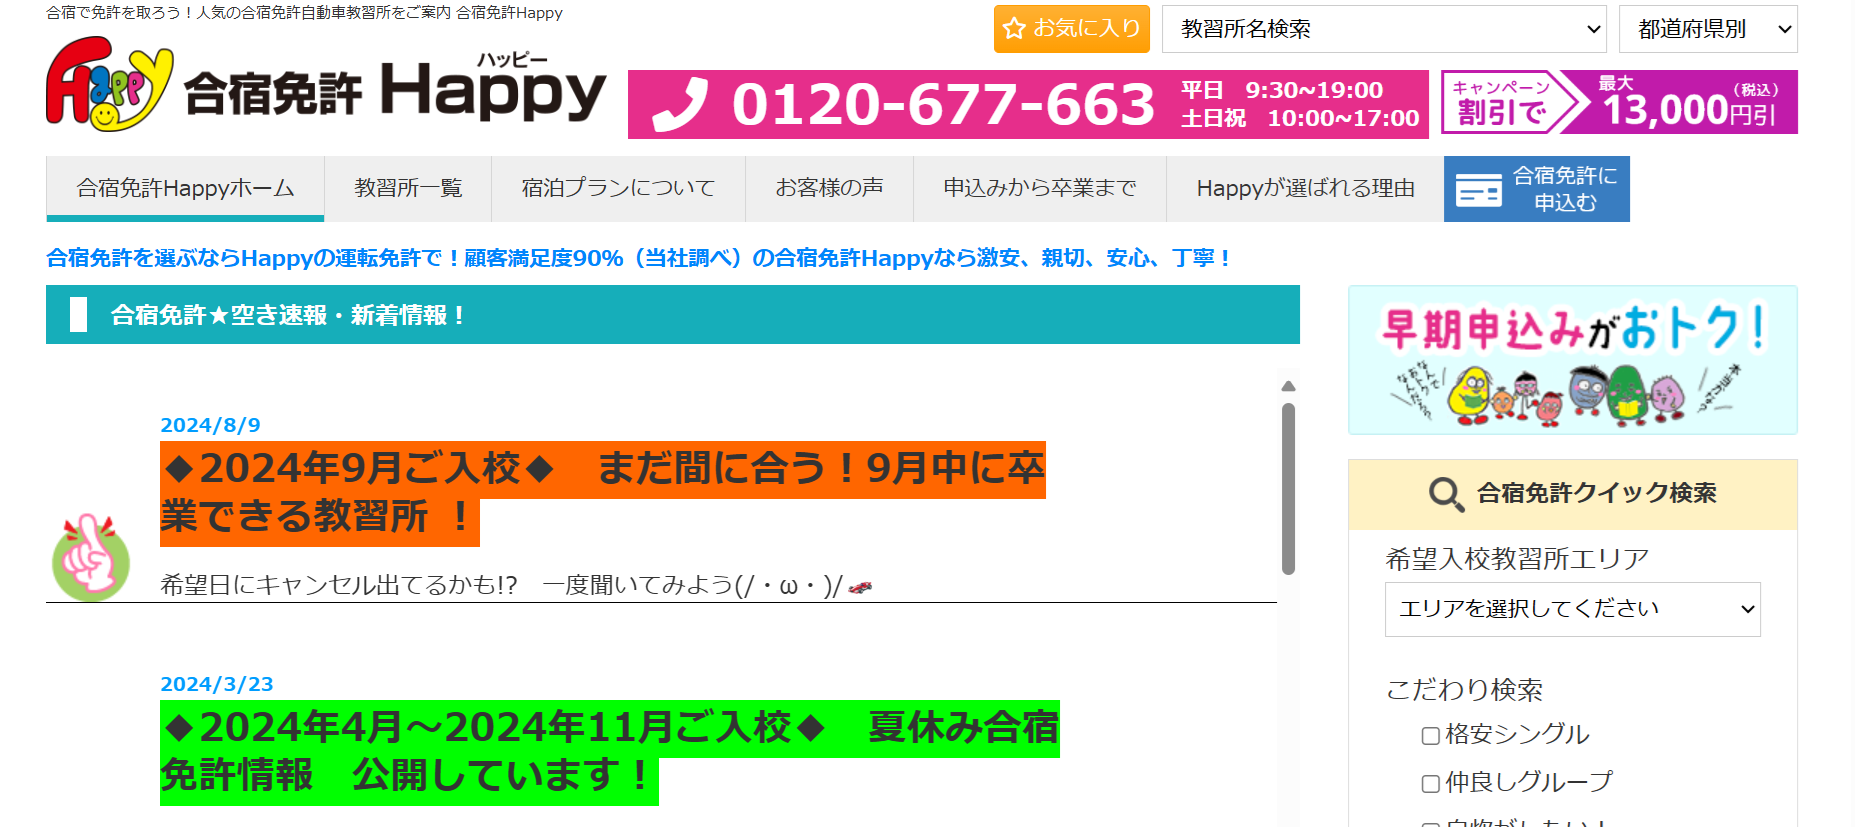 合宿で免許を取ろう！人気の合宿免許自動車教習所をご案内 合宿免許Happy
お気に入り
教習所名検索
都道府県別
Happy
合宿免許 Happy
ハッピー
0120-677-663
平日　9:30~19:00
土日祝　10:00~17:00
キャンペーン
割引で
最大
(税込)
13,000円引
合宿免許Happyホーム
教習所一覧
宿泊プランについて
お客様の声
申込みから卒業まで
Happyが選ばれる理由
合宿免許に
申込む
合宿免許を選ぶならHappyの運転免許で！顧客満足度90%（当社調べ）の合宿免許Happyなら激安、親切、安心、丁寧！
合宿免許★空き速報・新着情報！
2024/8/9
◆2024年9月ご入校◆　まだ間に合う！9月中に卒
業できる教習所 ！
希望日にキャンセル出てるかも!?　一度聞いてみよう(/・ω・)/
2024/3/23
◆2024年4月～2024年11月ご入校◆　夏休み合宿
免許情報　公開しています！
早期申込みがおトク!
なんで
おトク
なんだろう?
本当かなぁ?
合宿免許クイック検索
希望入校教習所エリア
エリアを選択してください
こだわり検索
格安シングル
仲良しグループ